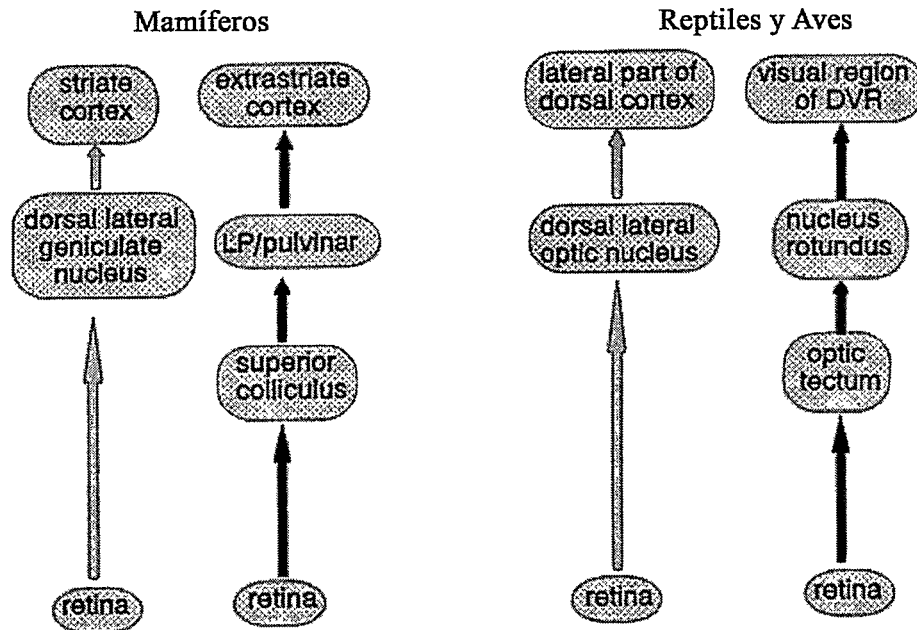 Mamíferos
striate
cortex
extrastriate
cortex
dorsal lateral
geniculate
nucleus
LP/pulvinar
superior
colliculus
retina
retina
Reptiles y Aves
lateral part of
dorsal cortex
visual region
of DVR
dorsal lateral
optic nucleus
nucleus
rotundus
optic
tectum
retina
retina